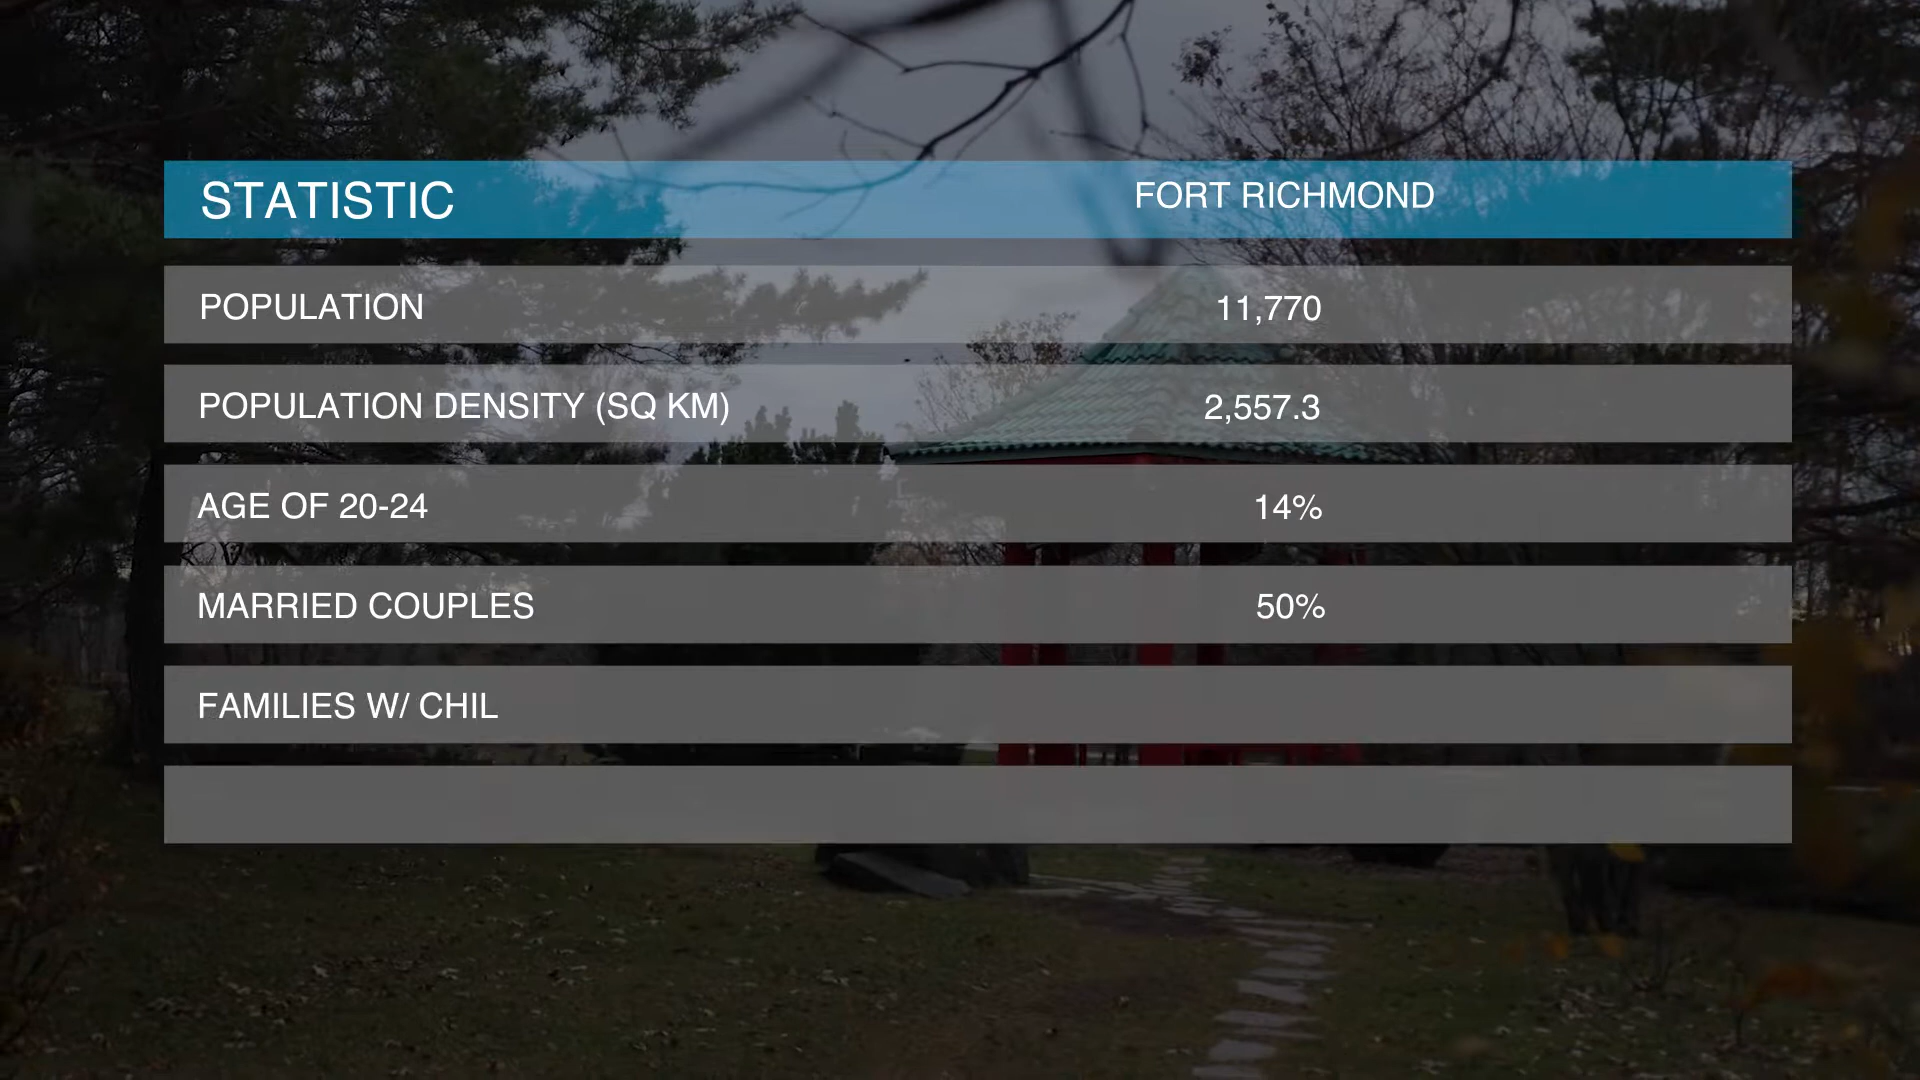 STATISTIC FORT RICHMOND
POPULATION 11,770
POPULATION DENSITY (SQ KM) 2,557.3
AGE OF 20-24 14%
MARRIED COUPLES 50%
FAMILIES W/ CHIL